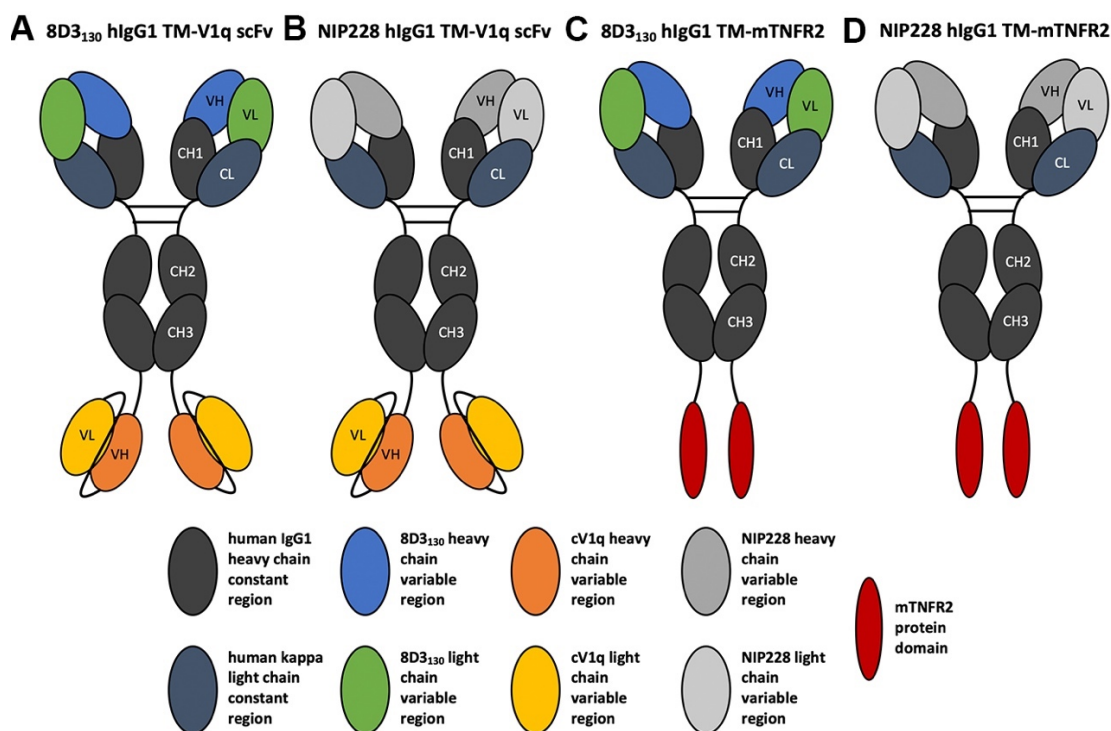 A 8D3₁₃₀ hIgG1 TM-V1q scFv
B NIP228 hIgG1 TM-V1q scFv
C 8D3₁₃₀ hIgG1 TM-mTNFR2
D NIP228 hIgG1 TM-mTNFR2
VH
VL
CH1
CL
CH2
CH3
VL
VH
VH
VL
CH1
CL
CH2
CH3
VL
VH
VH
VL
CH1
CL
CH2
CH3
VH
VL
CH1
CL
CH2
CH3
human IgG1
heavy chain
constant
region
8D3₁₃₀ heavy
chain
variable
region
cV1q heavy
chain
variable
region
NIP228 heavy
chain
variable
region
mTNFR2
protein
domain
human kappa
light chain
constant
region
8D3₁₃₀ light
chain
variable
region
cV1q light
chain
variable
region
NIP228 light
chain
variable
region